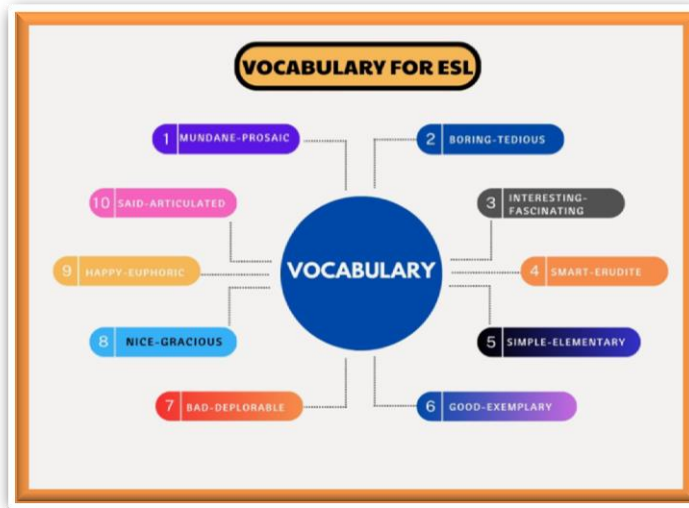 VOCABULARY FOR ESL
1 MUNDANE-PROSAIC
2 BORING-TEDIOUS
3 INTERESTING-
FASCINATING
4 SMART-ERUDITE
5 SIMPLE-ELEMENTARY
6 GOOD-EXEMPLARY
7 BAD-DEPLORABLE
8 NICE-GRACIOUS
9 HAPPY-EUPHORIC
10 SAID-ARTICULATED
VOCABULARY